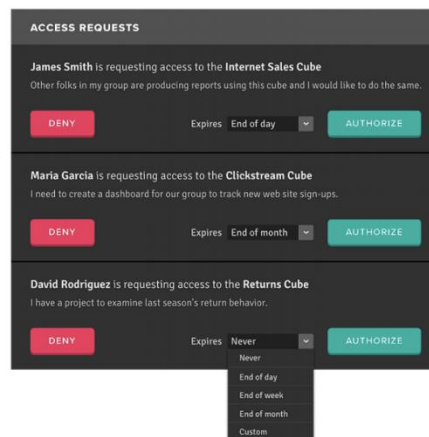 ACCESS REQUESTS
James Smith is requesting access to the Internet Sales Cube
Other folks in my group are producing reports using this cube and I would like to do the same.
DENY Expires End of day AUTHORIZE
Maria Garcia is requesting access to the Clickstream Cube
I need to create a dashboard for our group to track new web site sign-ups.
DENY Expires End of month AUTHORIZE
David Rodriguez is requesting access to the Returns Cube
I have a project to examine last season's return behavior.
DENY Expires Never AUTHORIZE
Never
End of day
End of week
End of month
Custom